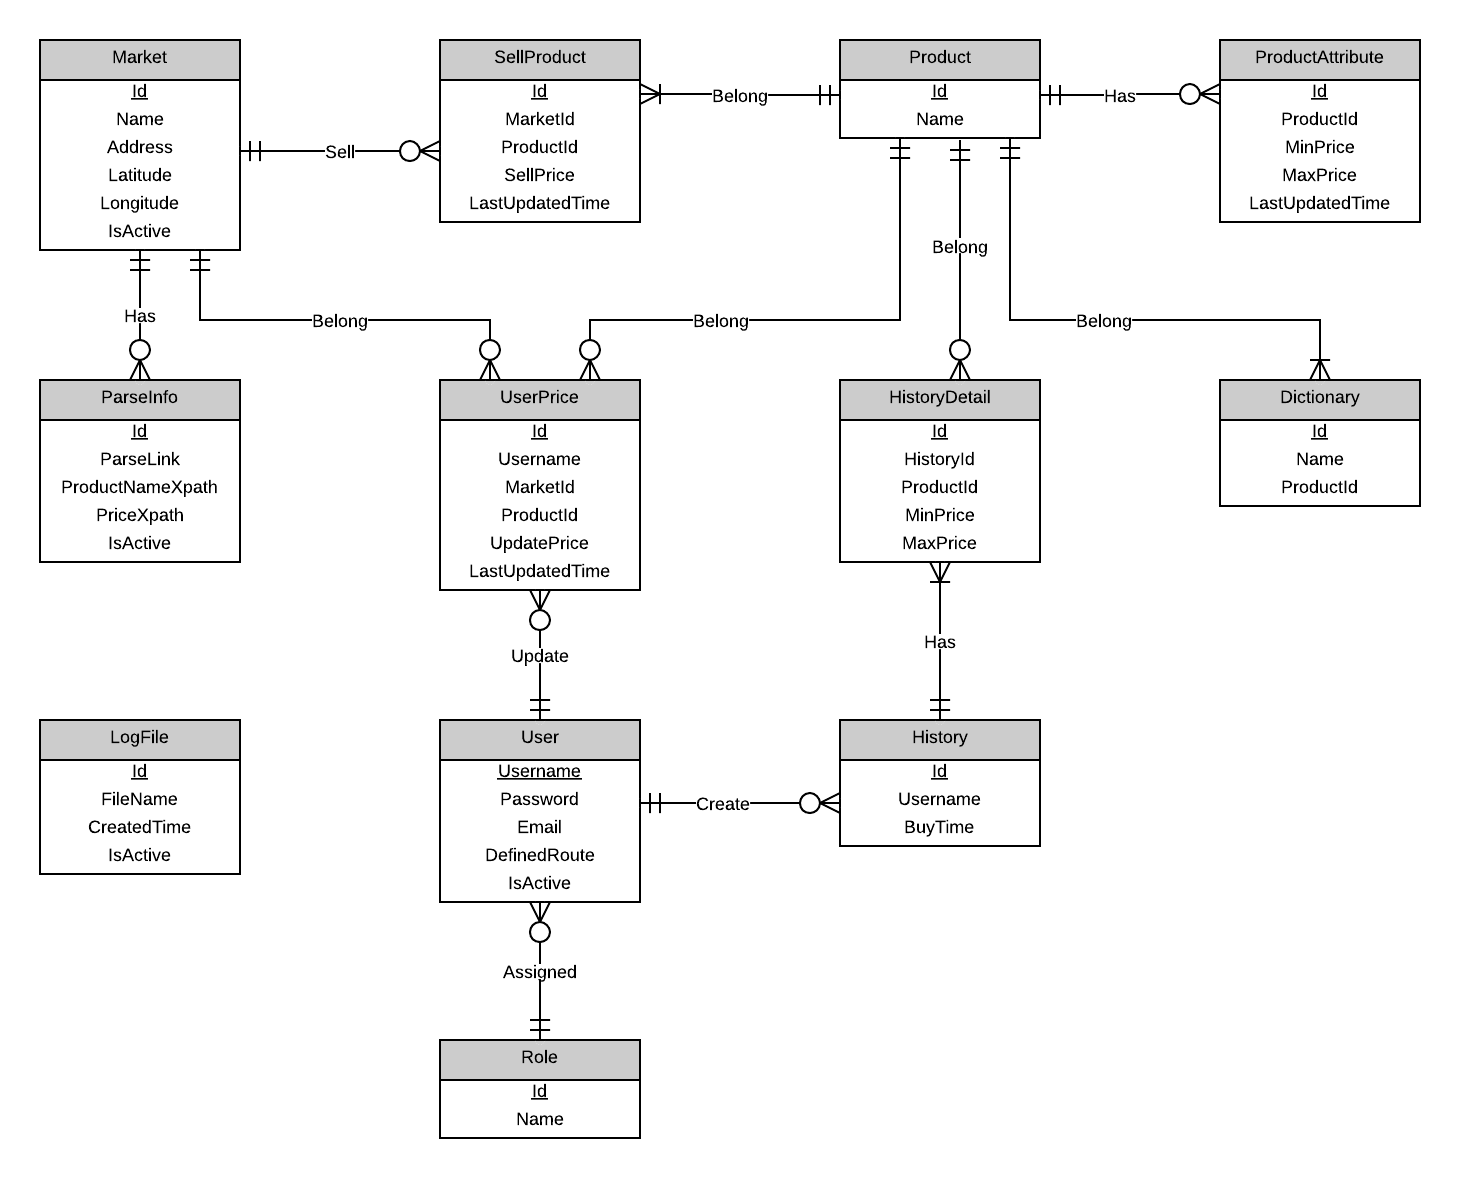 Market
Id
Name
Address
Latitude
Longitude
IsActive
Sell
SellProduct
Id
MarketId
ProductId
SellPrice
LastUpdatedTime
Belong
Product
Id
Name
Has
ProductAttribute
Id
ProductId
MinPrice
MaxPrice
LastUpdatedTime
Has
Belong
Belong
Belong
Belong
ParseInfo
Id
ParseLink
ProductNameXpath
PriceXpath
IsActive
UserPrice
Id
Username
MarketId
ProductId
UpdatePrice
LastUpdatedTime
HistoryDetail
Id
HistoryId
ProductId
MinPrice
MaxPrice
Dictionary
Id
Name
ProductId
Update
Has
LogFile
Id
FileName
CreatedTime
IsActive
User
Username
Password
Email
DefinedRoute
IsActive
Create
History
Id
Username
BuyTime
Assigned
Role
Id
Name